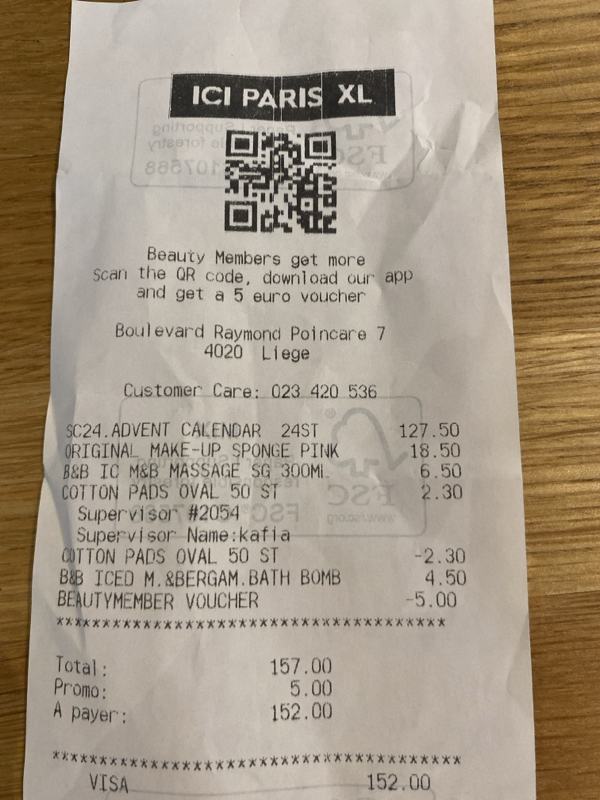 ICI PARIS XL
Beauty Members get more
Scan the QR code, download our app
and get a 5 euro voucher
Boulevard Raymond Poincare 7
4020 Liege
Customer Care: 023 420 536
SC24.ADVENT CALENDAR 24ST 127.50
ORIGINAL MAKE-UP SPONGE PINK 18.50
B&B IC M&B MASSAGE SG 300ML 6.50
COTTON PADS OVAL 50 ST 2.30
Supervisor #2054
Supervisor Name:kafia
COTTON PADS OVAL 50 ST -2.30
B&B ICED M.&BERGAM.BATH BOMB 4.50
BEAUTYMEMBER VOUCHER -5.00
******************************************
Total: 157.00
Promo: 5.00
A payer: 152.00
******************************************
VISA 152.00